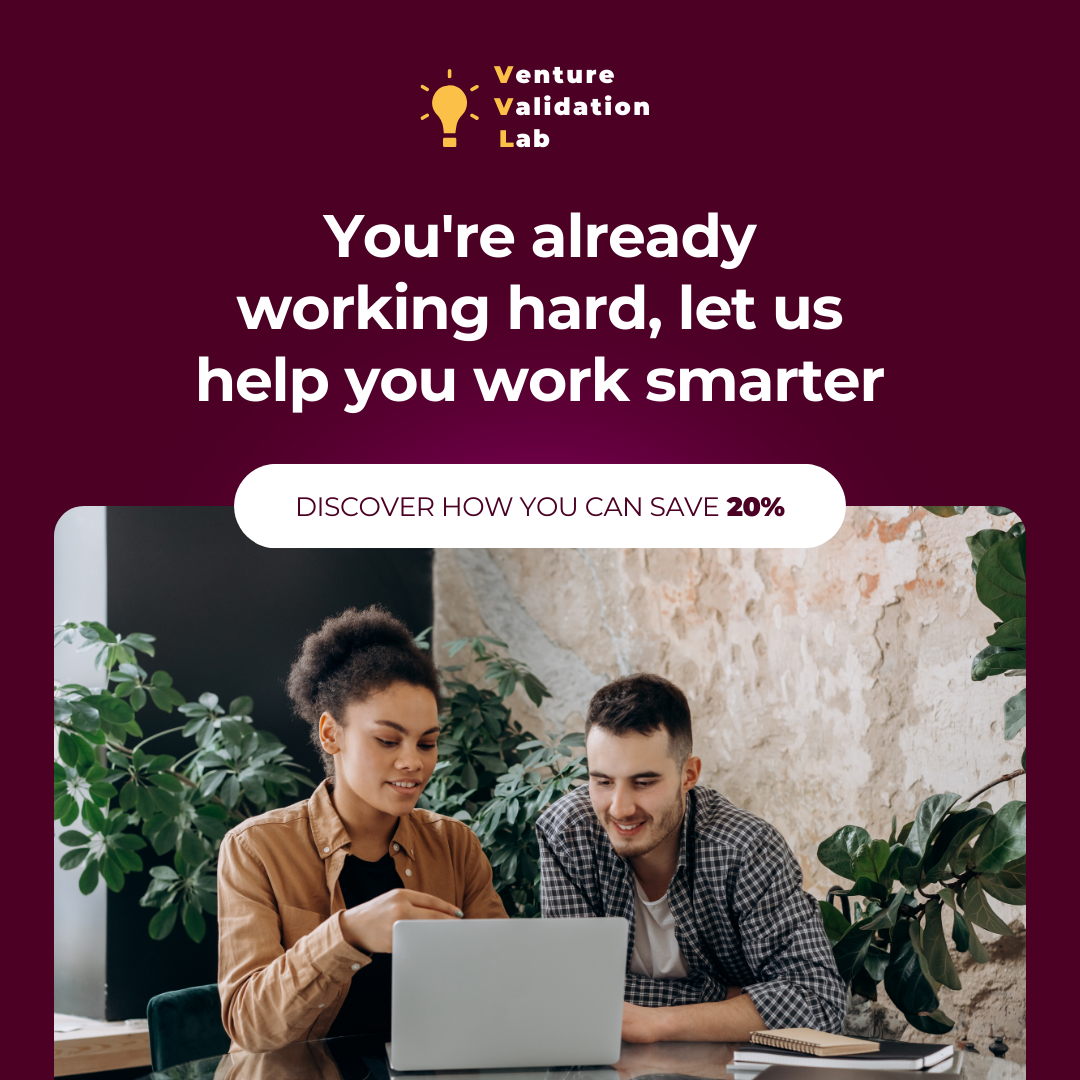 Venture
Validation
Lab
You're already
working hard, let us
help you work smarter
DISCOVER HOW YOU CAN SAVE 20%